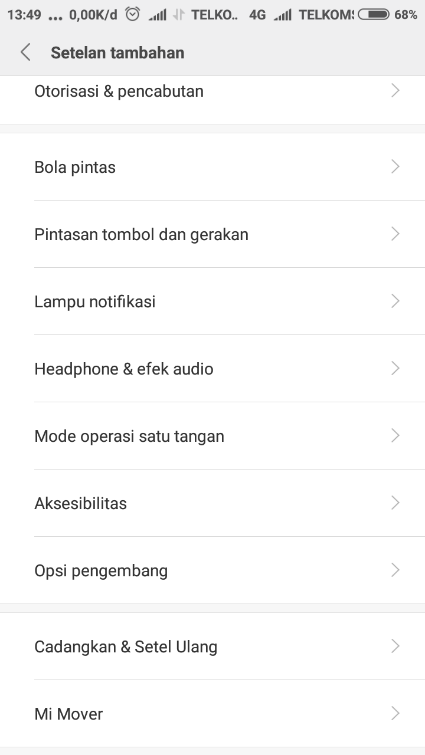 13:49 ... 0,00K/d TELKO.. 4G TELKOM 68%
Setelan tambahan
Otorisasi & pencabutan
Bola pintas
Pintasan tombol dan gerakan
Lampu notifikasi
Headphone & efek audio
Mode operasi satu tangan
Aksesibilitas
Opsi pengembang
Cadangkan & Setel Ulang
Mi Mover